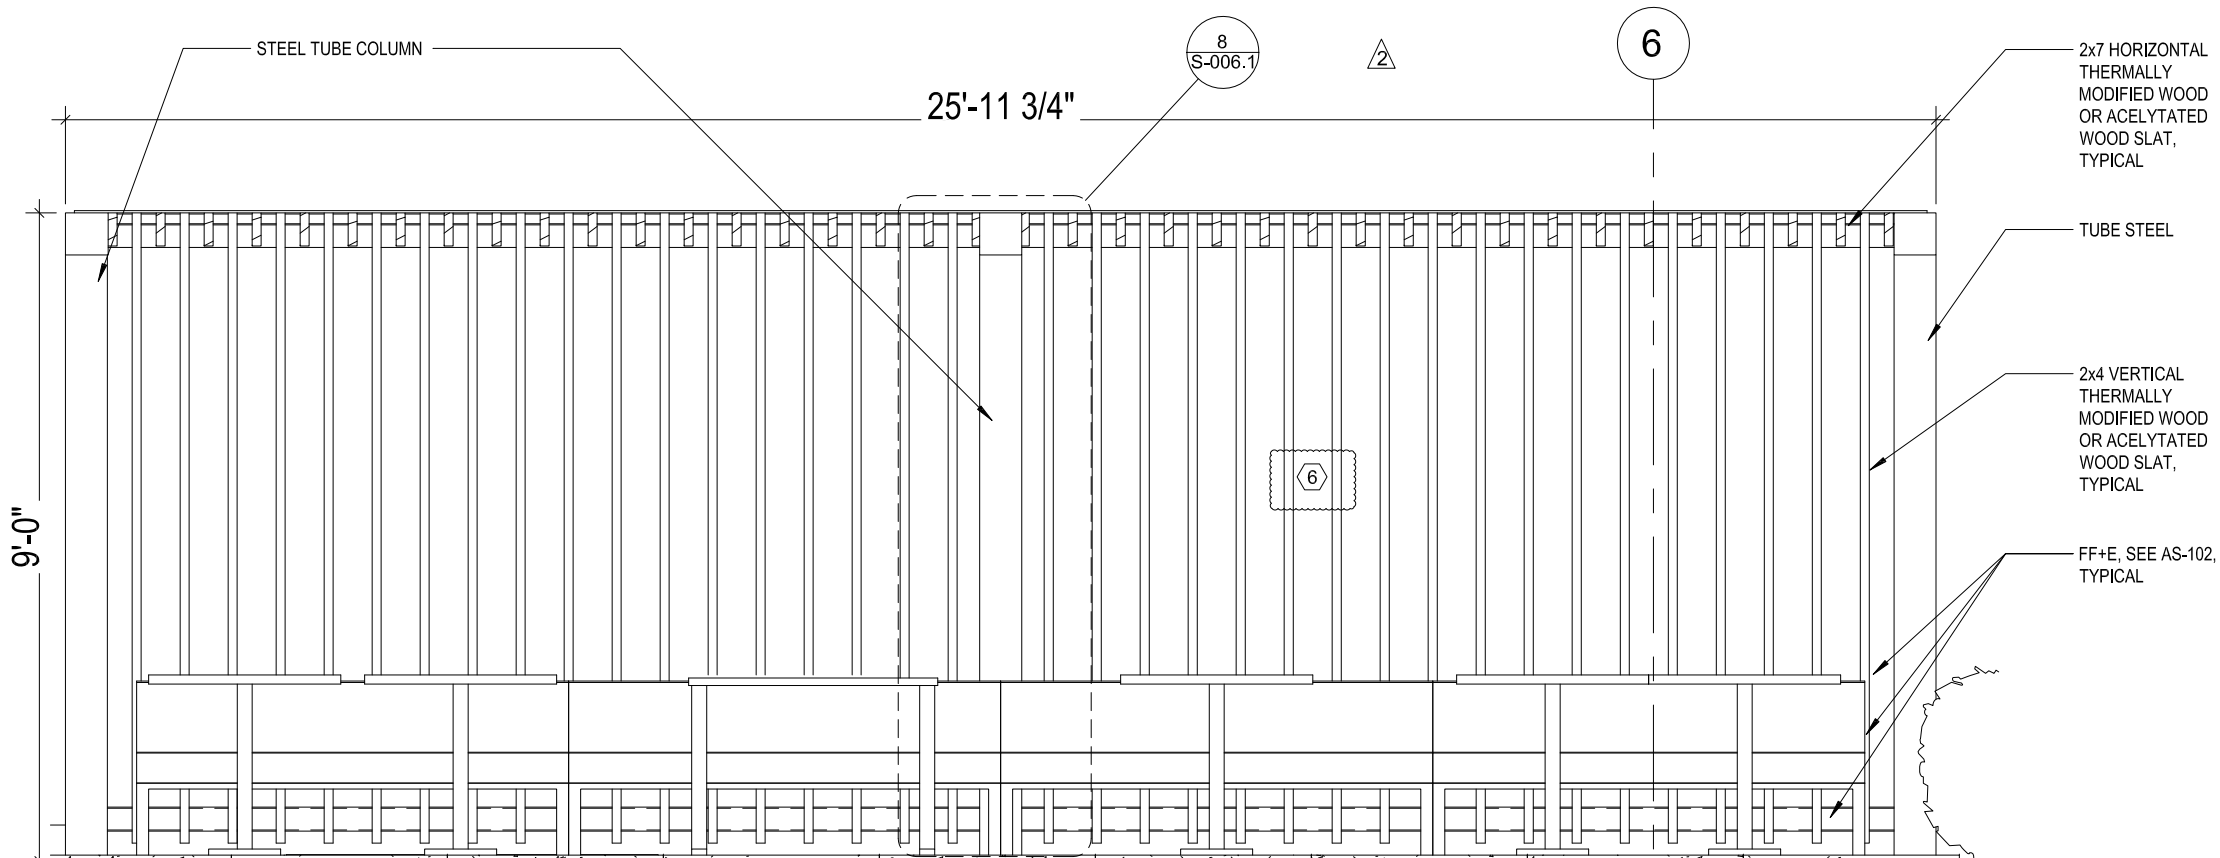 STEEL TUBE COLUMN
8
S-006.1
2
6
25'-11 3/4"
2x7 HORIZONTAL
THERMALLY
MODIFIED WOOD
OR ACELYTATED
WOOD SLAT,
TYPICAL
TUBE STEEL
2x4 VERTICAL
THERMALLY
MODIFIED WOOD
OR ACELYTATED
WOOD SLAT,
TYPICAL
6
9'-0"
FF+E, SEE AS-102,
TYPICAL